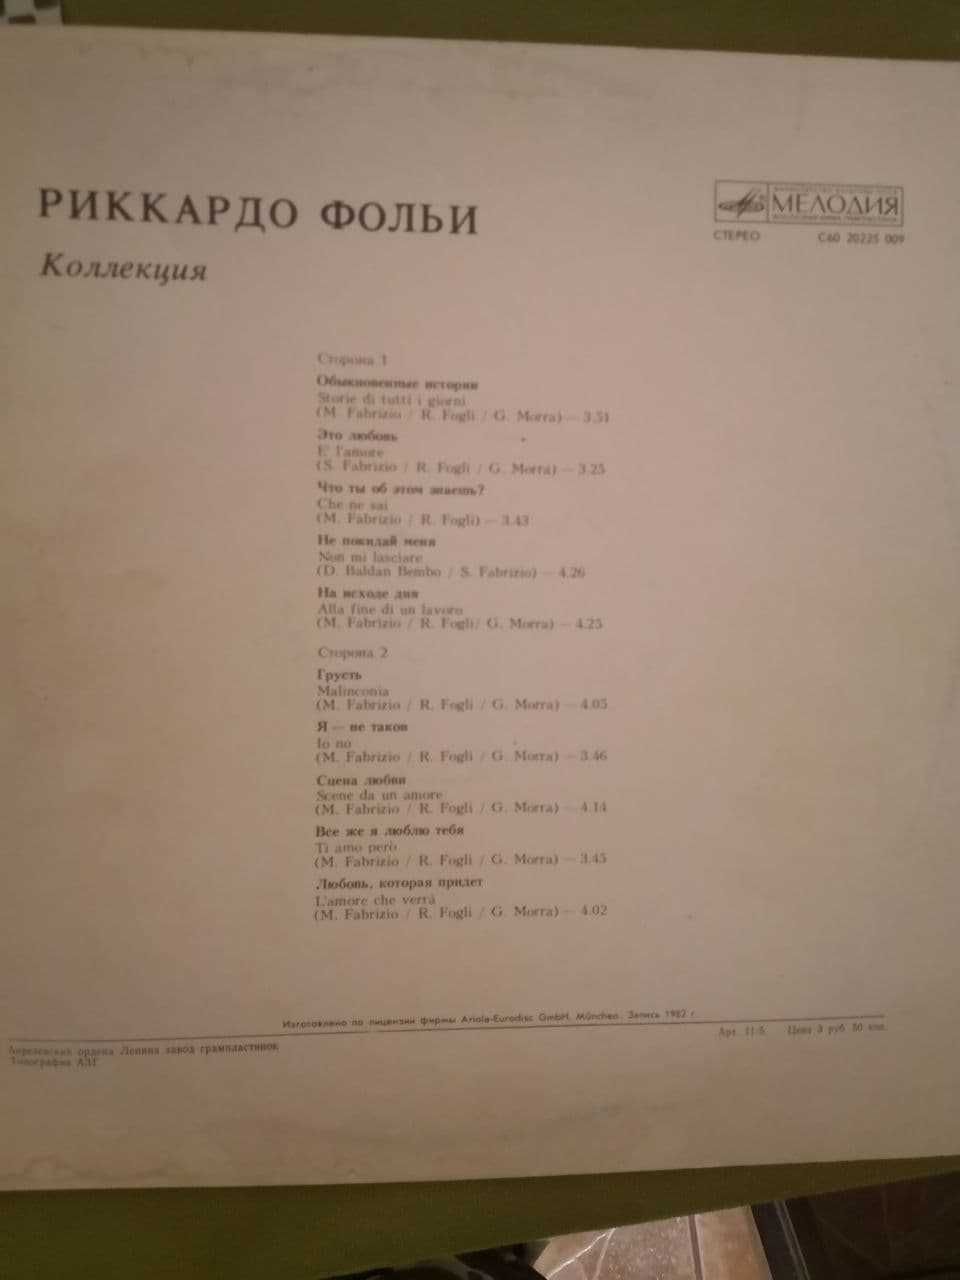 РИККАРДО ФОЛЬИ
Коллекция
МЕЛОДИЯ
СТЕРЕО С60 20225 009
Сторона 1
Обыкновенные истории
Storie di tutti i giorni
(M. Fabrizio / R. Fogli / G. Morra) — 3.51
Это любовь
E' l'amore
(S. Fabrizio / R. Fogli / G. Morra) — 3.25
Что ты об этом знаешь?
Che ne sai
(M. Fabrizio / R. Fogli) — 3.43
Не покидай меня
Non mi lasciare
(D. Baldan Bembo / S. Fabrizio) — 4.26
На исходе дня
Alla fine di un lavoro
(M. Fabrizio / R. Fogli/ G. Morra) — 4.25
Сторона 2
Грусть
Malinconia
(M. Fabrizio / R. Fogli / G. Morra) — 4.05
Я — не таков
Io no
(M. Fabrizio / R. Fogli / G. Morra) — 3.46
Сцена любви
Scene da un amore
(M. Fabrizio / R. Fogli / G. Morra) — 4.14
Все же я люблю тебя
Ti amo però
(M. Fabrizio / R. Fogli / G. Morra) — 3.45
Любовь, которая придет
L'amore che verrà
(M. Fabrizio / R. Fogli / G. Morra) — 4.02
Изготовлено по лицензии фирмы Ariola-Eurodisc GmbH, München. Запись 1982 г.
Арт. 11-5. Цена 3 руб. 50 коп.
Апрелевский ордена Ленина завод грампластинок
Типография АЗГ